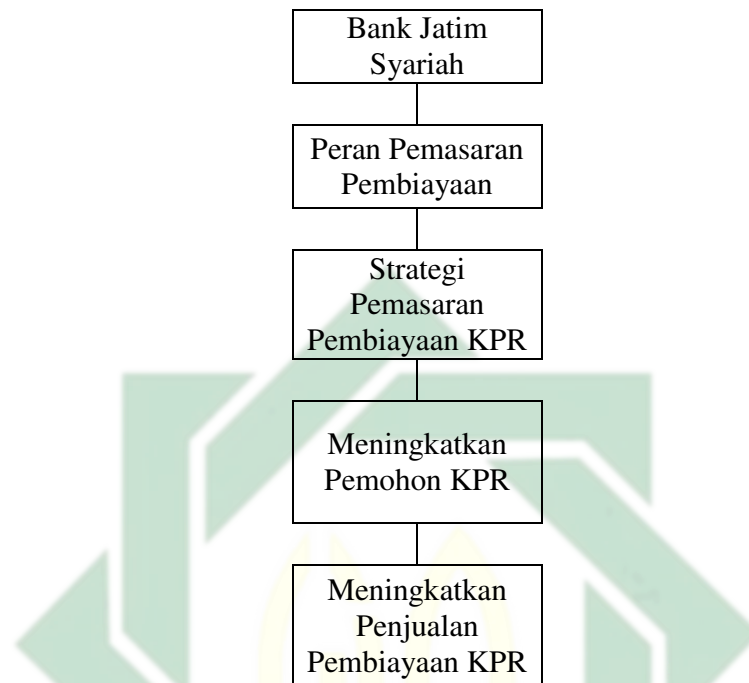 Bank Jatim
Syariah
Peran Pemasaran
Pembiayaan
Strategi
Pemasaran
Pembiayaan KPR
Meningkatkan
Pemohon KPR
Meningkatkan
Penjualan
Pembiayaan KPR